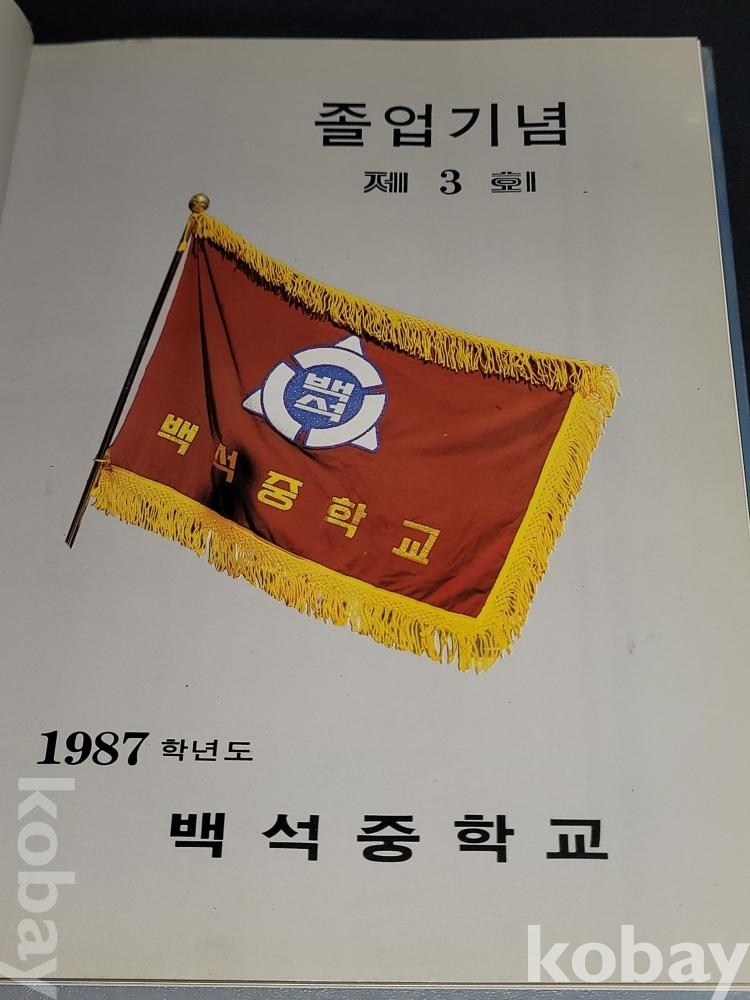 졸업기념
제 3 회
백석
백석중학교
1987 학년도
백석중학교
kobay
kobay